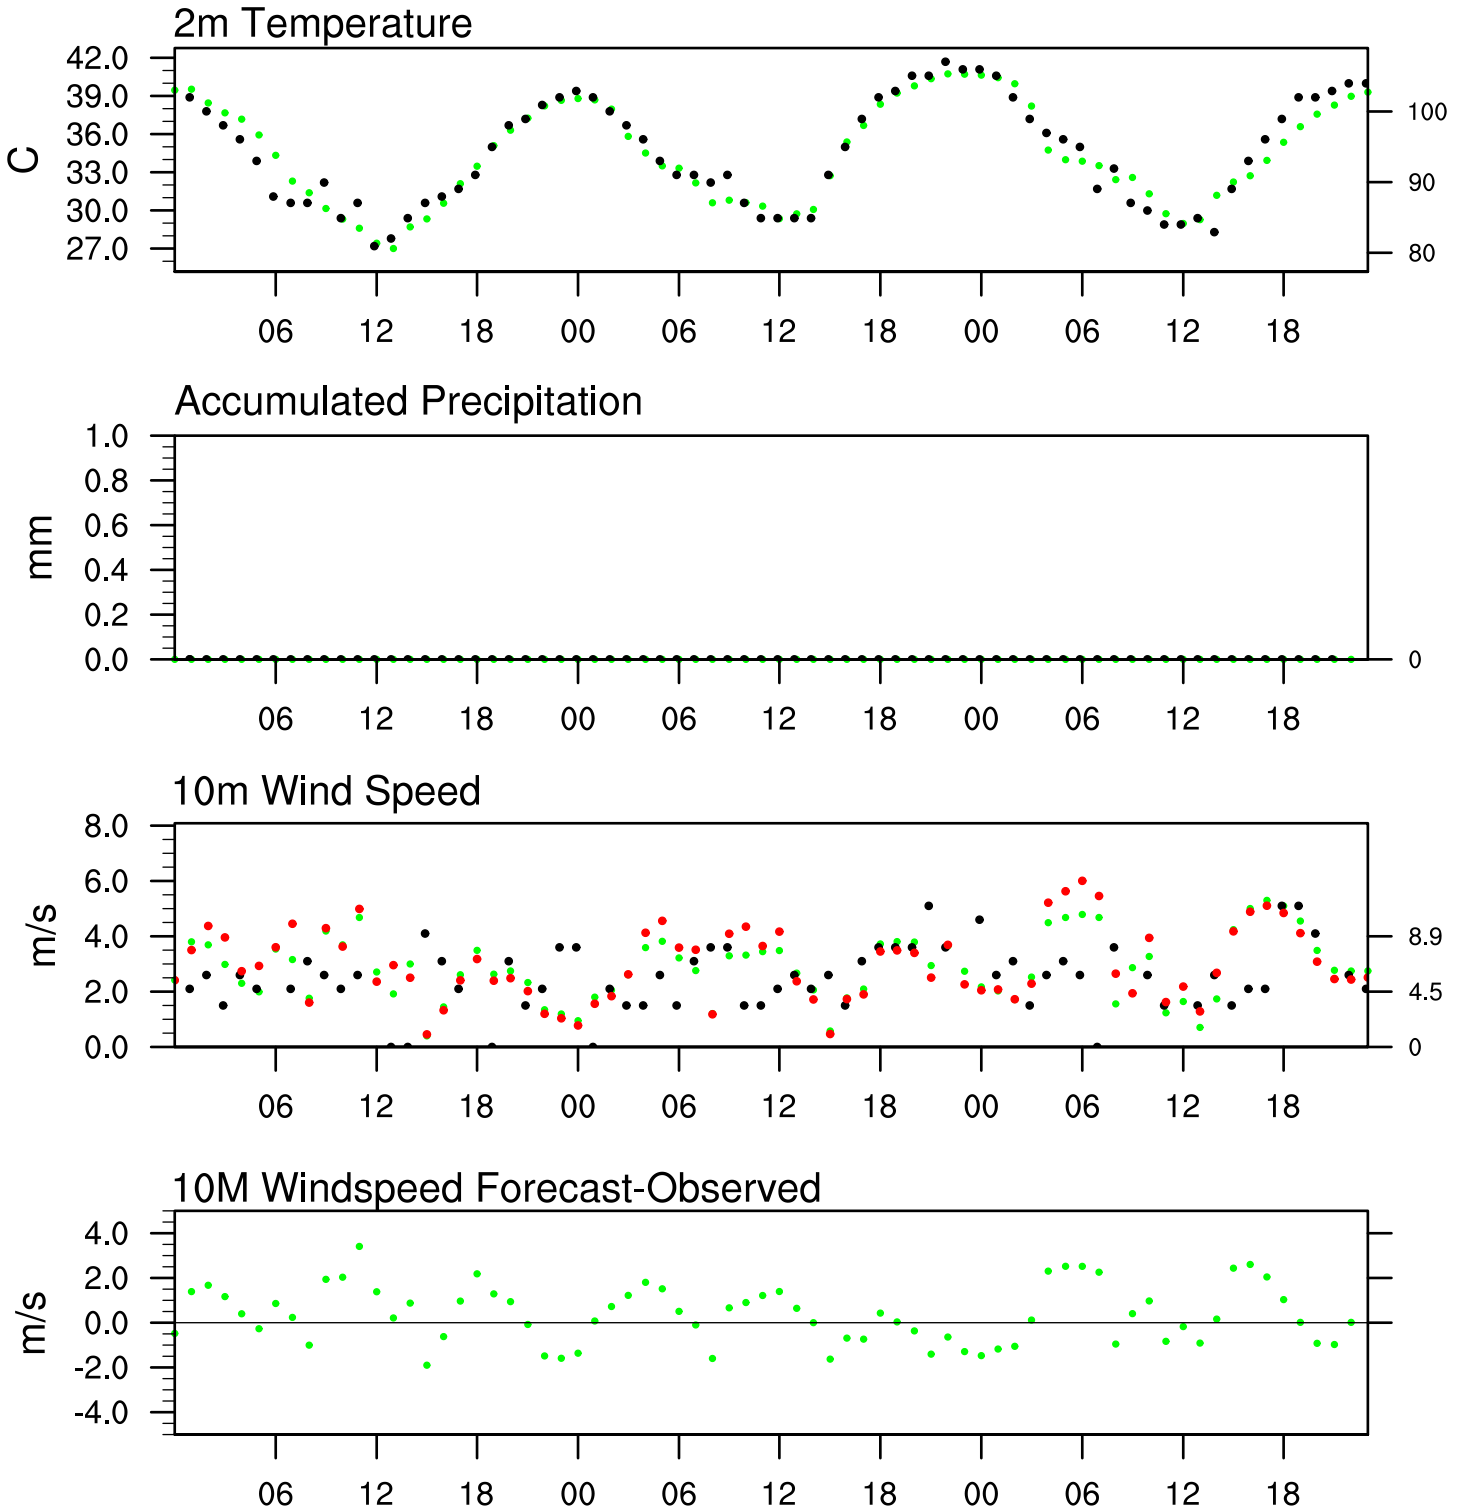 2m Temperature
42.0
39.0
36.0
33.0
30.0
27.0
C
100
90
80
06 12 18 00 06 12 18 00 06 12 18
Accumulated Precipitation
1.0
0.8
0.6
0.4
0.2
0.0
mm
0
06 12 18 00 06 12 18 00 06 12 18
10m Wind Speed
8.0
6.0
4.0
2.0
0.0
m/s
8.9
4.5
0
06 12 18 00 06 12 18 00 06 12 18
10M Windspeed Forecast-Observed
4.0
2.0
0.0
-2.0
-4.0
m/s
06 12 18 00 06 12 18 00 06 12 18